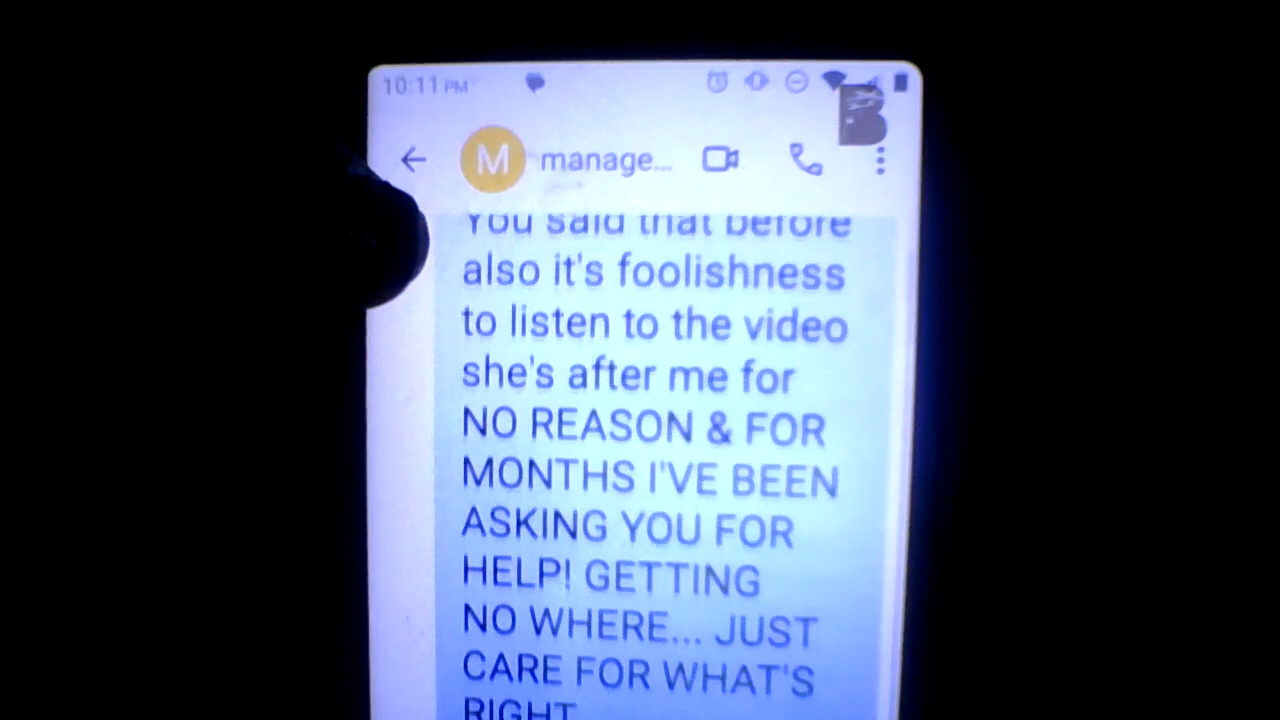 10:11 PM
M manage...
You said that before
also it's foolishness
to listen to the video
she's after me for
NO REASON & FOR
MONTHS I'VE BEEN
ASKING YOU FOR
HELP! GETTING
NO WHERE... JUST
CARE FOR WHAT'S
RIGHT
B